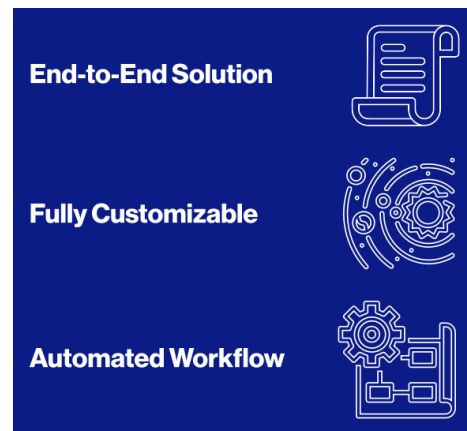 End-to-End Solution
Fully Customizable
Automated Workflow